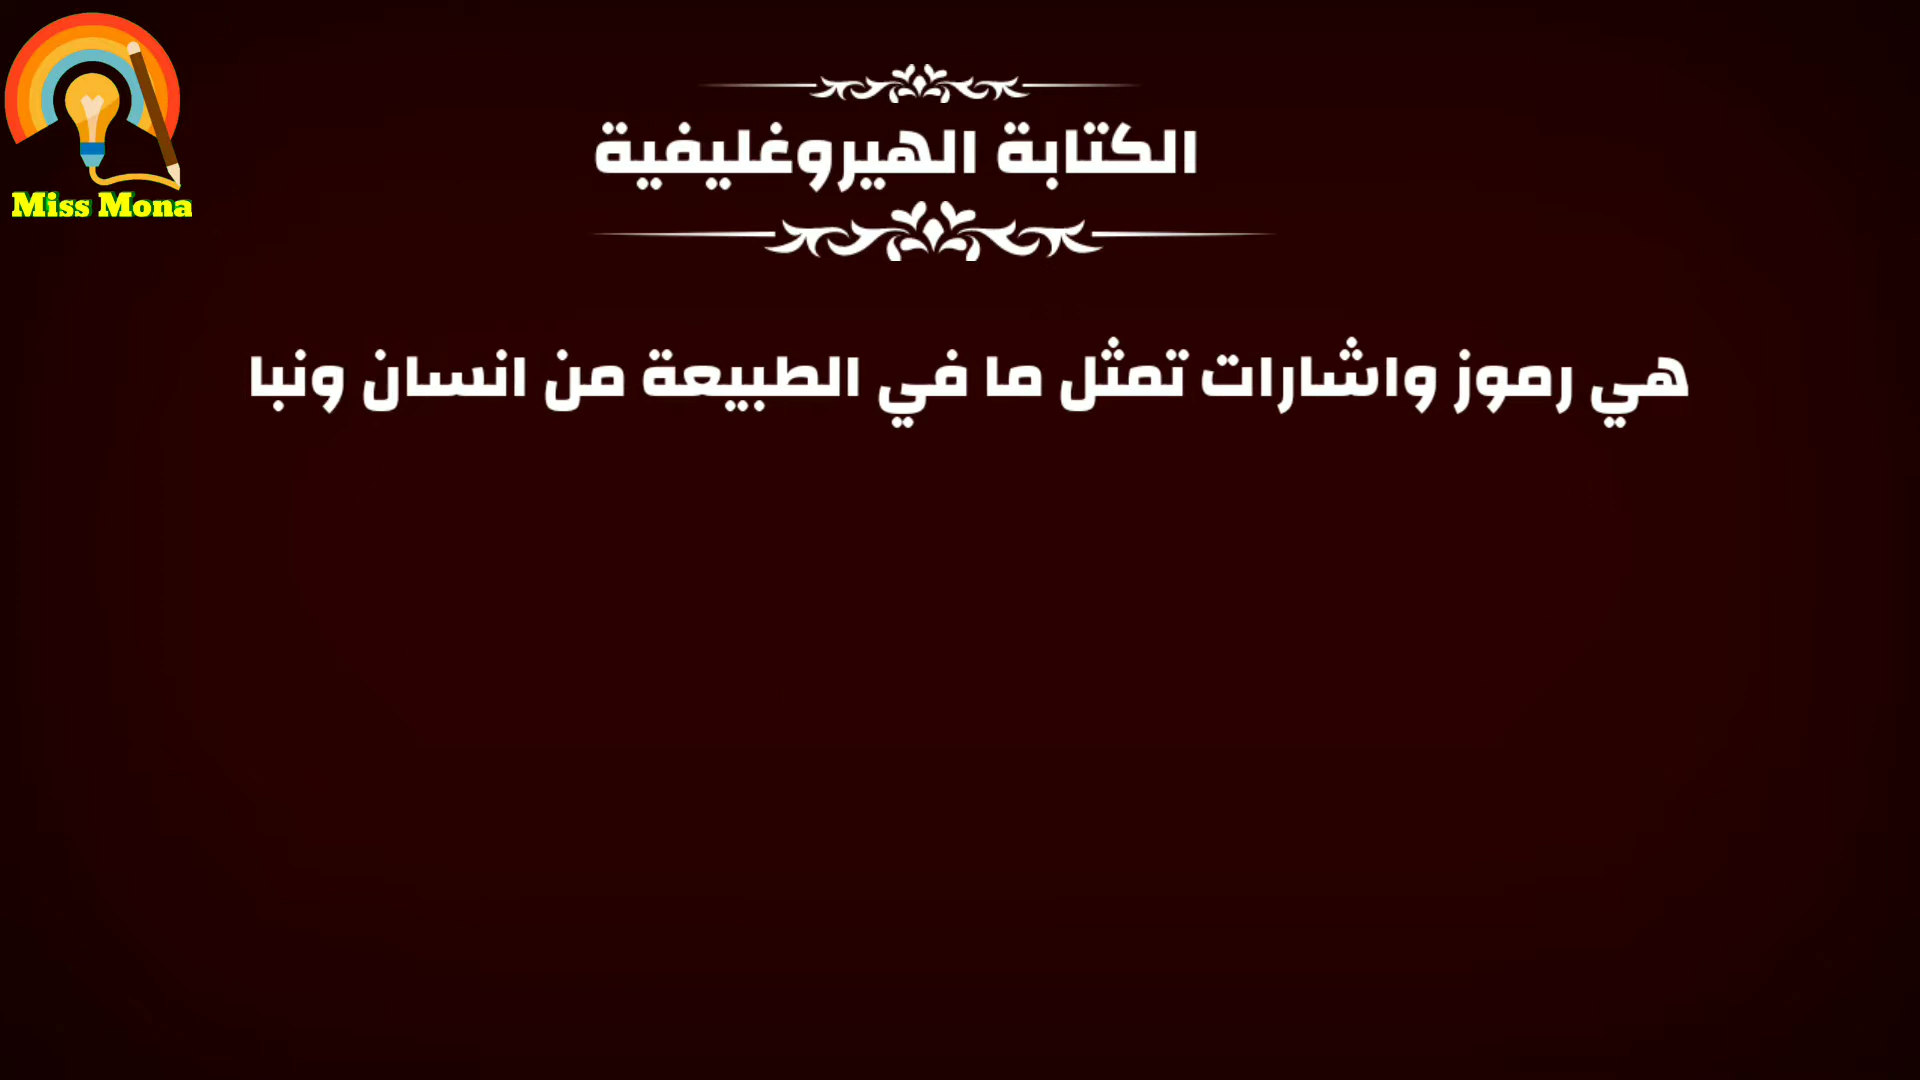 Miss Mona
الكتابة الهيروغليفية
هي رموز واشارات تمثل ما في الطبيعة من انسان ونبا